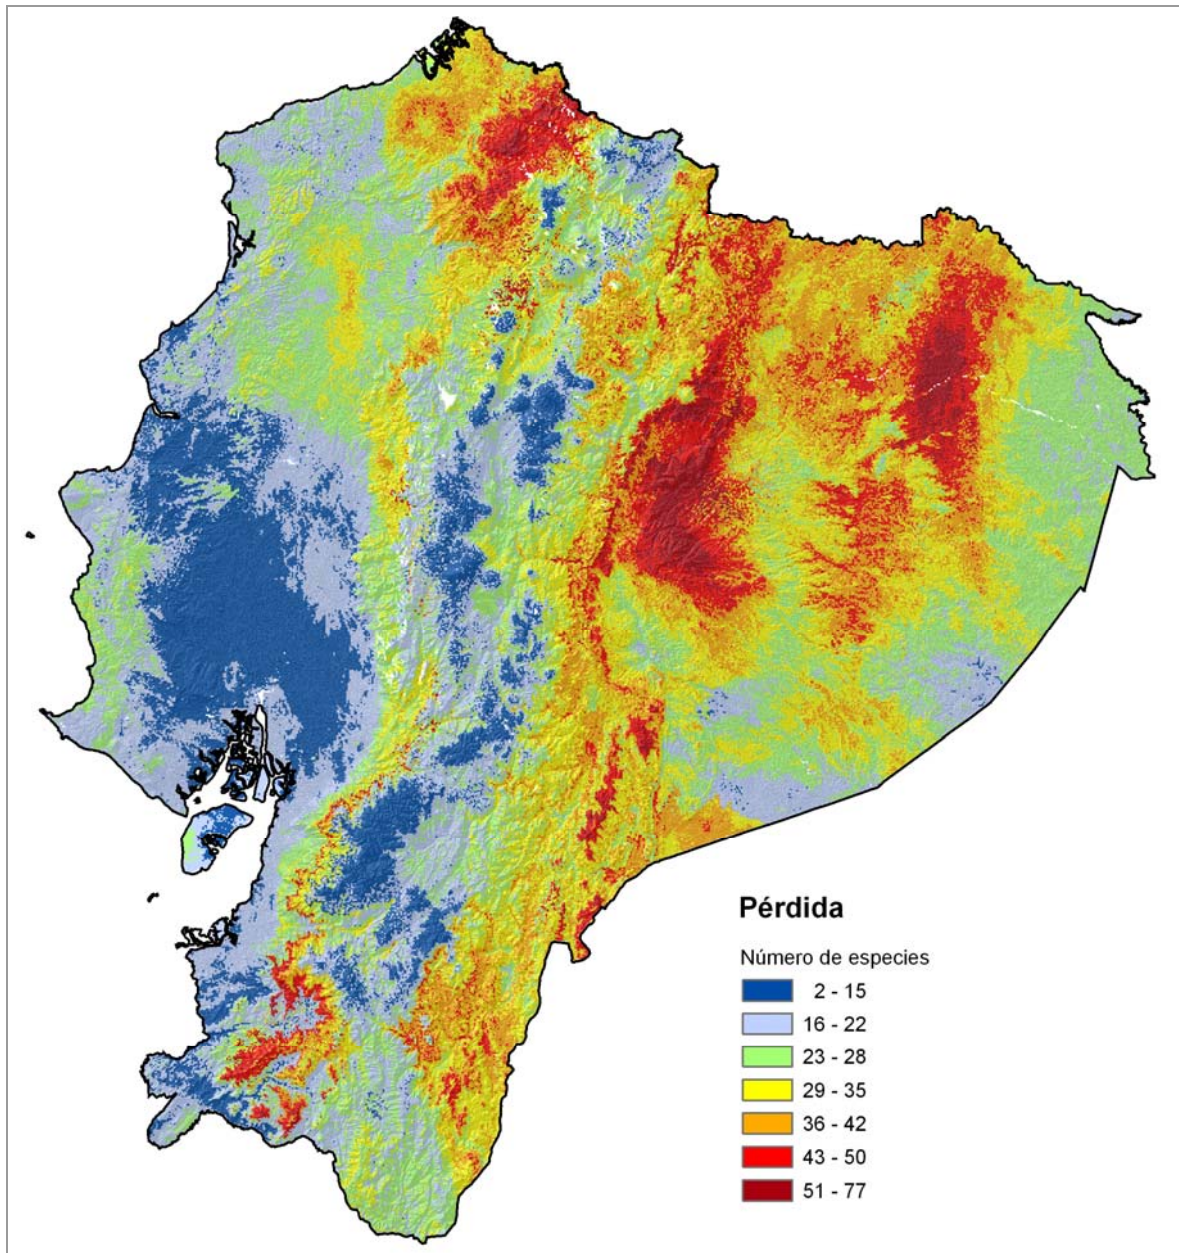 Pérdida
Número de especies
2 - 15
16 - 22
23 - 28
29 - 35
36 - 42
43 - 50
51 - 77